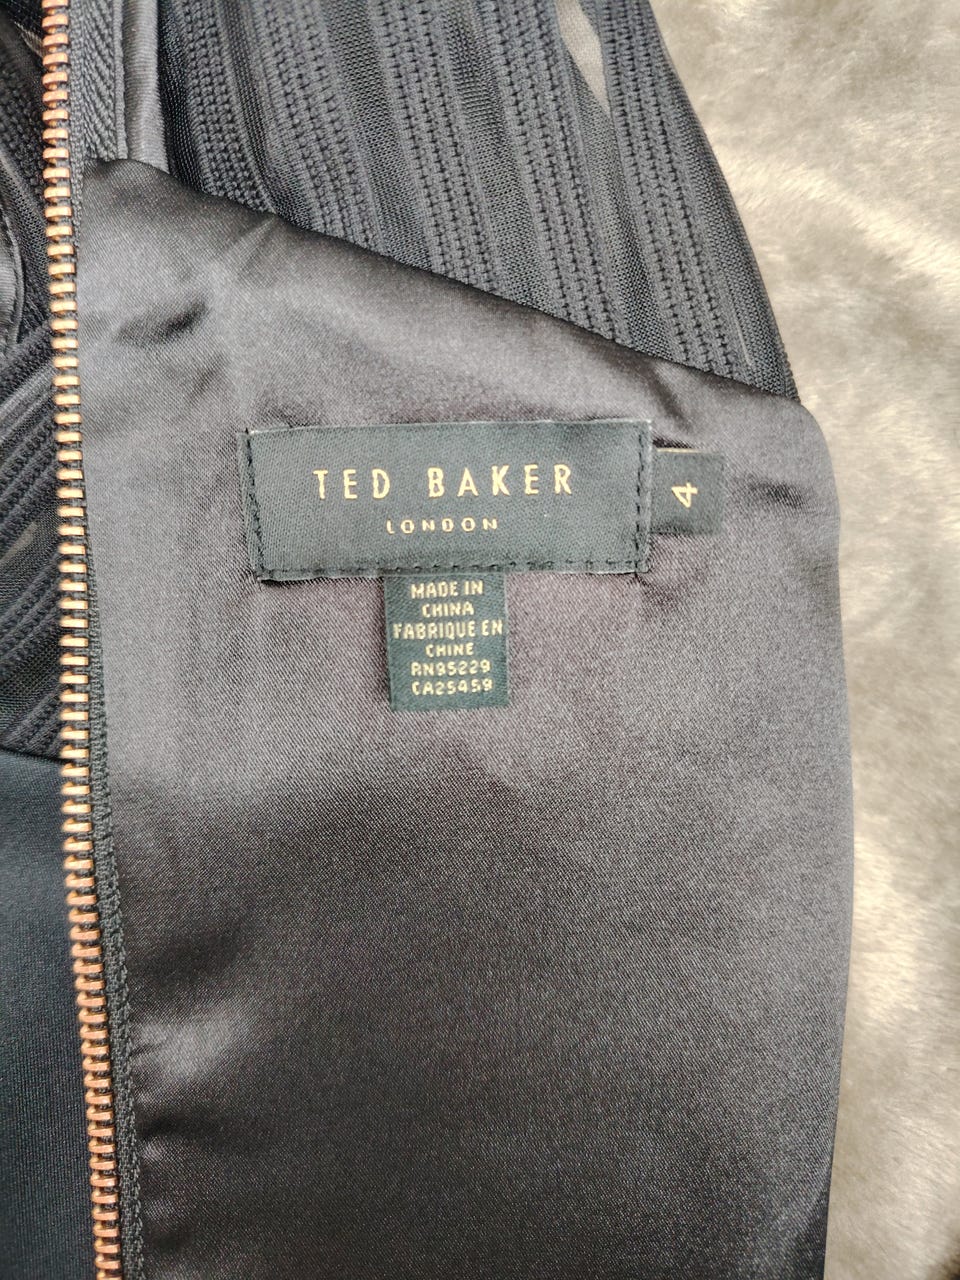 TED BAKER
LONDON
4
MADE IN
CHINA
FABRIQUE EN
CHINE
RN95229
CA25459